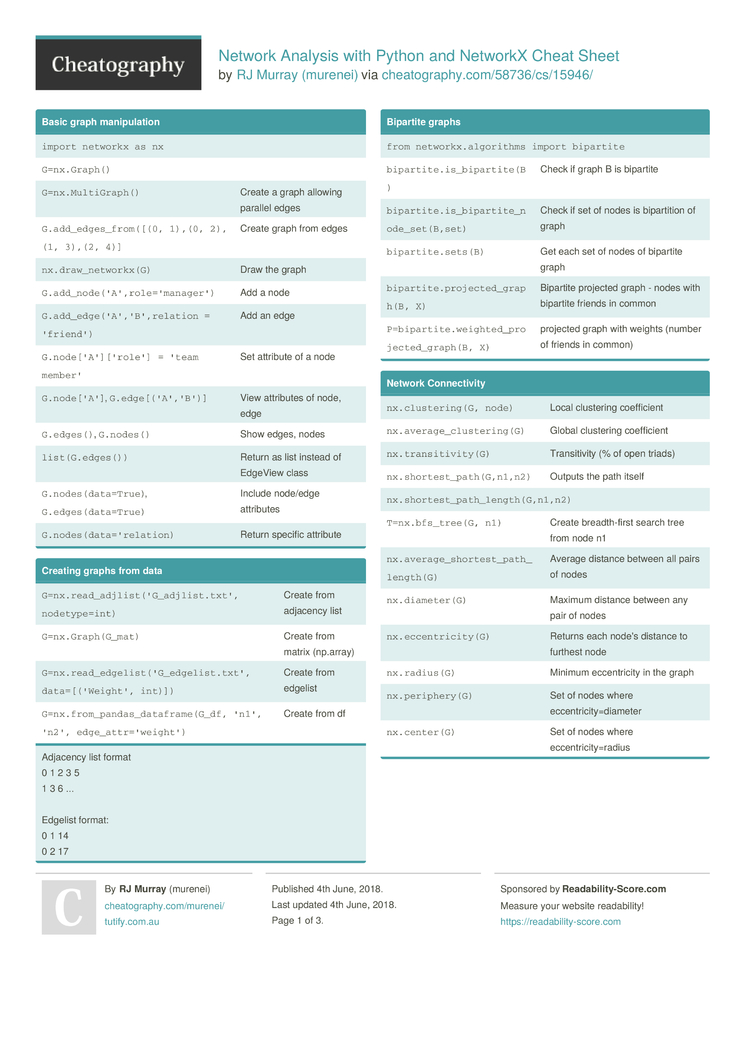 Cheatography
Network Analysis with Python and NetworkX Cheat Sheet
by RJ Murray (murenei) via cheatography.com/58736/cs/15946/
Basic graph manipulation
import networkx as nx
G=nx.Graph()
G=nx.MultiGraph()
Create a graph allowing
parallel edges
G.add_edges_from([(0, 1),(0, 2),
(1, 3),(2, 4)]
Create graph from edges
nx.draw_networkx(G)
Draw the graph
G.add_node('A',role='manager')
Add a node
G.add_edge('A','B',relation =
'friend')
Add an edge
G.node['A']['role'] = 'team
member'
Set attribute of a node
G.node['A'],G.edge[('A','B')]
View attributes of node,
edge
G.edges(),G.nodes()
Show edges, nodes
list(G.edges())
Return as list instead of
EdgeView class
G.nodes(data=True),
G.edges(data=True)
Include node/edge
attributes
G.nodes(data='relation)
Return specific attribute
Creating graphs from data
G=nx.read_adjlist('G_adjlist.txt',
nodetype=int)
Create from
adjacency list
G=nx.Graph(G_mat)
Create from
matrix (np.array)
G=nx.read_edgelist('G_edgelist.txt',
data=[('Weight', int)])
Create from
edgelist
G=nx.from_pandas_dataframe(G_df, 'n1',
'n2', edge_attr='weight')
Create from df
Adjacency list format
0 1 2 3 5
1 3 6 ...
Edgelist format:
0 1 14
0 2 17
Bipartite graphs
from networkx.algorithms import bipartite
bipartite.is_bipartite(B
)
Check if graph B is bipartite
bipartite.is_bipartite_n
ode_set(B,set)
Check if set of nodes is bipartition of
graph
bipartite.sets(B)
Get each set of nodes of bipartite
graph
bipartite.projected_grap
h(B, X)
Bipartite projected graph - nodes with
bipartite friends in common
P=bipartite.weighted_pro
jected_graph(B, X)
projected graph with weights (number
of friends in common)
Network Connectivity
nx.clustering(G, node)
Local clustering coefficient
nx.average_clustering(G)
Global clustering coefficient
nx.transitivity(G)
Transitivity (% of open triads)
nx.shortest_path(G,n1,n2)
Outputs the path itself
nx.shortest_path_length(G,n1,n2)
T=nx.bfs_tree(G, n1)
Create breadth-first search tree
from node n1
nx.average_shortest_path_
length(G)
Average distance between all pairs
of nodes
nx.diameter(G)
Maximum distance between any
pair of nodes
nx.eccentricity(G)
Returns each node's distance to
furthest node
nx.radius(G)
Minimum eccentricity in the graph
nx.periphery(G)
Set of nodes where
eccentricity=diameter
nx.center(G)
Set of nodes where
eccentricity=radius
C
By RJ Murray (murenei)
cheatography.com/murenei/
tutify.com.au
Published 4th June, 2018.
Last updated 4th June, 2018.
Page 1 of 3.
Sponsored by Readability-Score.com
Measure your website readability!
https://readability-score.com